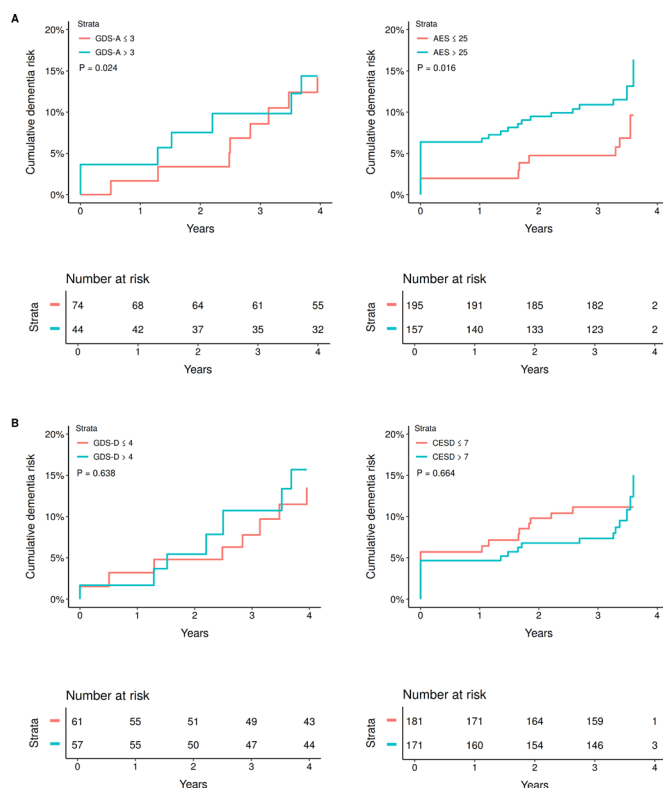 A
Strata
GDS-A ≤ 3
GDS-A > 3
P = 0.024
20%
15%
10%
5%
0%
Cumulative dementia risk
0 1 2 3 4
Years
Strata
AES ≤ 25
AES > 25
P = 0.016
20%
15%
10%
5%
0%
Cumulative dementia risk
0 1 2 3 4
Years
Number at risk
Strata
74 68 64 61 55
44 42 37 35 32
0 1 2 3 4
Years
Number at risk
Strata
195 191 185 182 2
157 140 133 123 2
0 1 2 3 4
Years
B
Strata
GDS-D ≤ 4
GDS-D > 4
P = 0.638
20%
15%
10%
5%
0%
Cumulative dementia risk
0 1 2 3 4
Years
Strata
CESD ≤ 7
CESD > 7
P = 0.664
20%
15%
10%
5%
0%
Cumulative dementia risk
0 1 2 3 4
Years
Number at risk
Strata
61 55 51 49 43
57 55 50 47 44
0 1 2 3 4
Years
Number at risk
Strata
181 171 164 159 1
171 160 154 146 3
0 1 2 3 4
Years